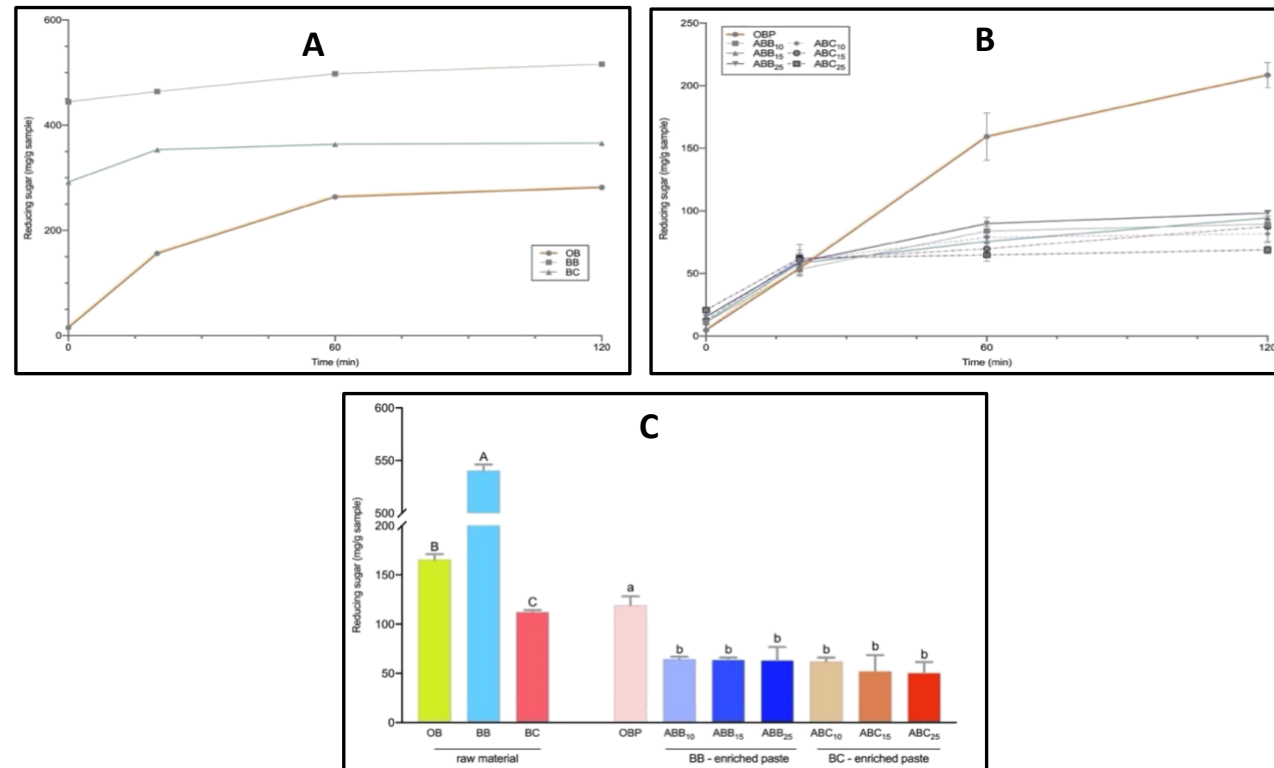 A
600
400
200
0
Reducing sugar (mg/g sample)
OB
BB
BC
0 60 120
Time (min)
B
250
200
150
100
50
0
Reducing sugar (mg/g sample)
OBP
ABB₁₀ ABC₁₀
ABB₁₅ ABC₁₅
ABB₂₅ ABC₂₅
0 60 120
Time (min)
C
600
550
500
200
150
100
50
0
Reducing sugar (mg/g sample)
B A C a b b b b b b
OB BB BC OBP ABB₁₀ ABB₁₅ ABB₂₅ ABC₁₀ ABC₁₅ ABC₂₅
raw material BB - enriched paste BC - enriched paste